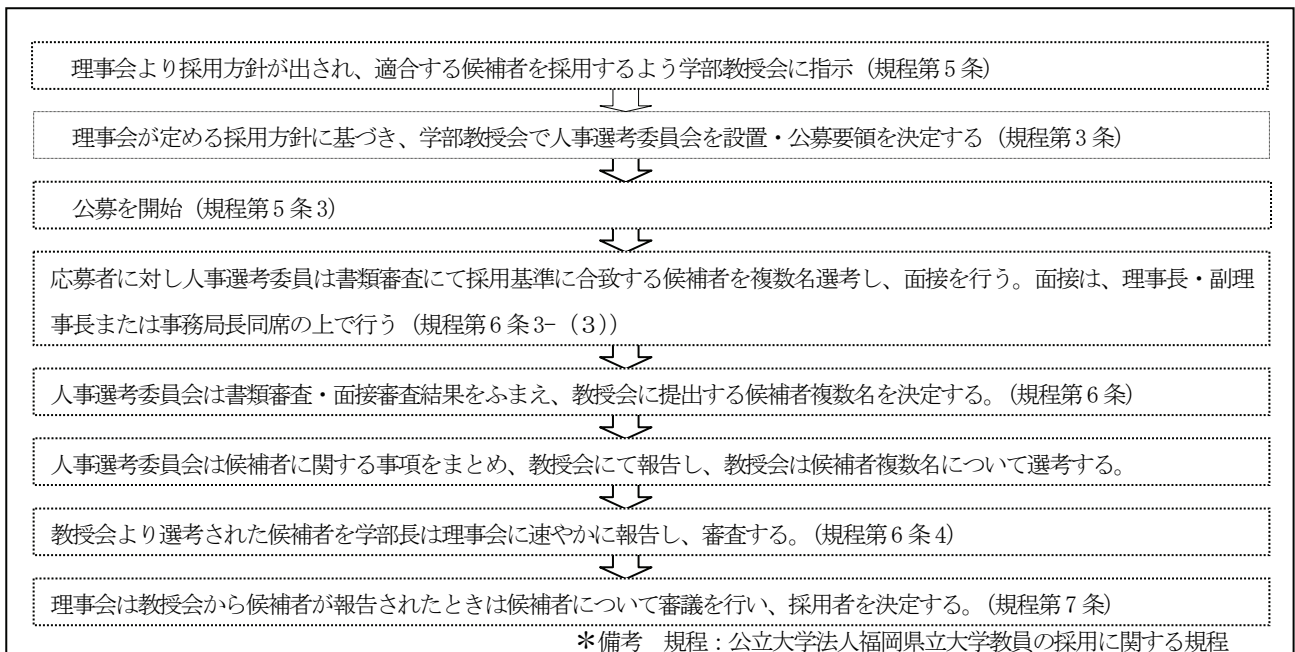 理事会より採用方針が出され、適合する候補者を採用するよう学部教授会に指示（規程第5条）
理事会が定める採用方針に基づき、学部教授会で人事選考委員会を設置・公募要領を決定する（規程第3条）
公募を開始（規程第5条3）
応募者に対し人事選考委員は書類審査にて採用基準に合致する候補者を複数名選考し、面接を行う。面接は、理事長・副理
事長または事務局長同席の上で行う（規程第6条3-（3））
人事選考委員会は書類審査・面接審査結果をふまえ、教授会に提出する候補者複数名を決定する。（規程第6条）
人事選考委員会は候補者に関する事項をまとめ、教授会にて報告し、教授会は候補者複数名について選考する。
教授会より選考された候補者を学部長は理事会に速やかに報告し、審査する。（規程第6条4）
理事会は教授会から候補者が報告されたときは候補者について審議を行い、採用者を決定する。（規程第7条）
＊備考　規程：公立大学法人福岡県立大学教員の採用に関する規程